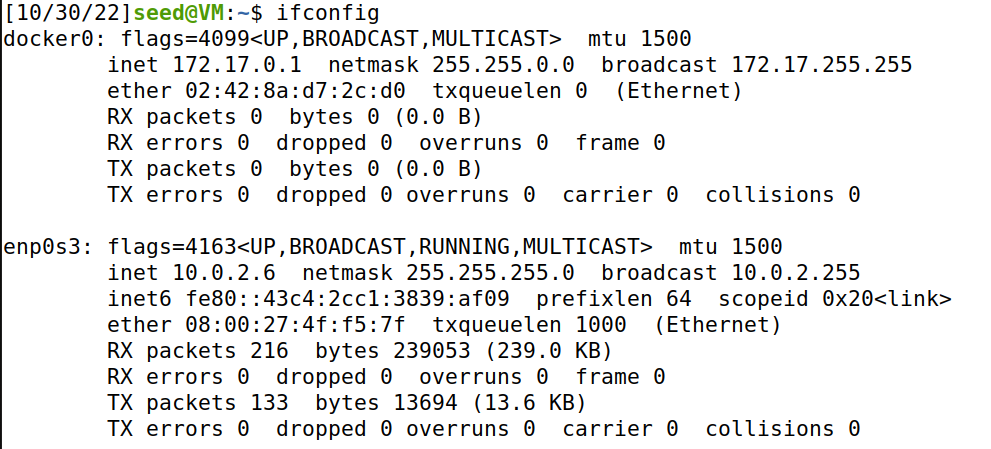 [10/30/22]seed@VM:~$ ifconfig
docker0: flags=4099<UP,BROADCAST,MULTICAST>  mtu 1500
        inet 172.17.0.1  netmask 255.255.0.0  broadcast 172.17.255.255
        ether 02:42:8a:d7:2c:d0  txqueuelen 0  (Ethernet)
        RX packets 0  bytes 0 (0.0 B)
        RX errors 0  dropped 0  overruns 0  frame 0
        TX packets 0  bytes 0 (0.0 B)
        TX errors 0  dropped 0 overruns 0  carrier 0  collisions 0

enp0s3: flags=4163<UP,BROADCAST,RUNNING,MULTICAST>  mtu 1500
        inet 10.0.2.6  netmask 255.255.255.0  broadcast 10.0.2.255
        inet6 fe80::43c4:2cc1:3839:af09  prefixlen 64  scopeid 0x20<link>
        ether 08:00:27:4f:f5:7f  txqueuelen 1000  (Ethernet)
        RX packets 216  bytes 239053 (239.0 KB)
        RX errors 0  dropped 0  overruns 0  frame 0
        TX packets 133  bytes 13694 (13.6 KB)
        TX errors 0  dropped 0 overruns 0  carrier 0  collisions 0